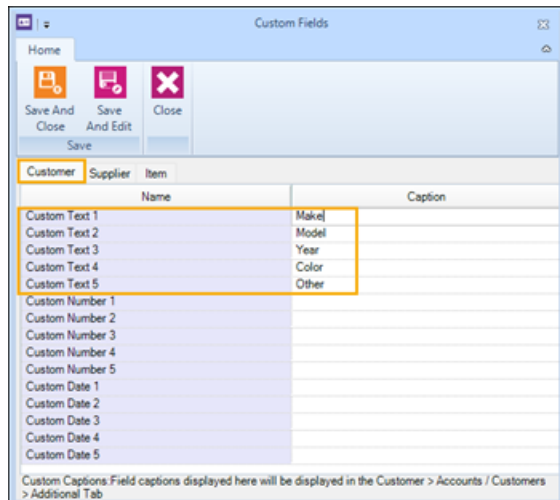 Custom Fields
Home
Save And Close
Save And Edit
Close
Save
Customer Supplier Item
Name Caption
Custom Text 1 Make
Custom Text 2 Model
Custom Text 3 Year
Custom Text 4 Color
Custom Text 5 Other
Custom Number 1
Custom Number 2
Custom Number 3
Custom Number 4
Custom Number 5
Custom Date 1
Custom Date 2
Custom Date 3
Custom Date 4
Custom Date 5
Custom Captions:Field captions displayed here will be displayed in the Customer > Accounts / Customers
> Additional Tab